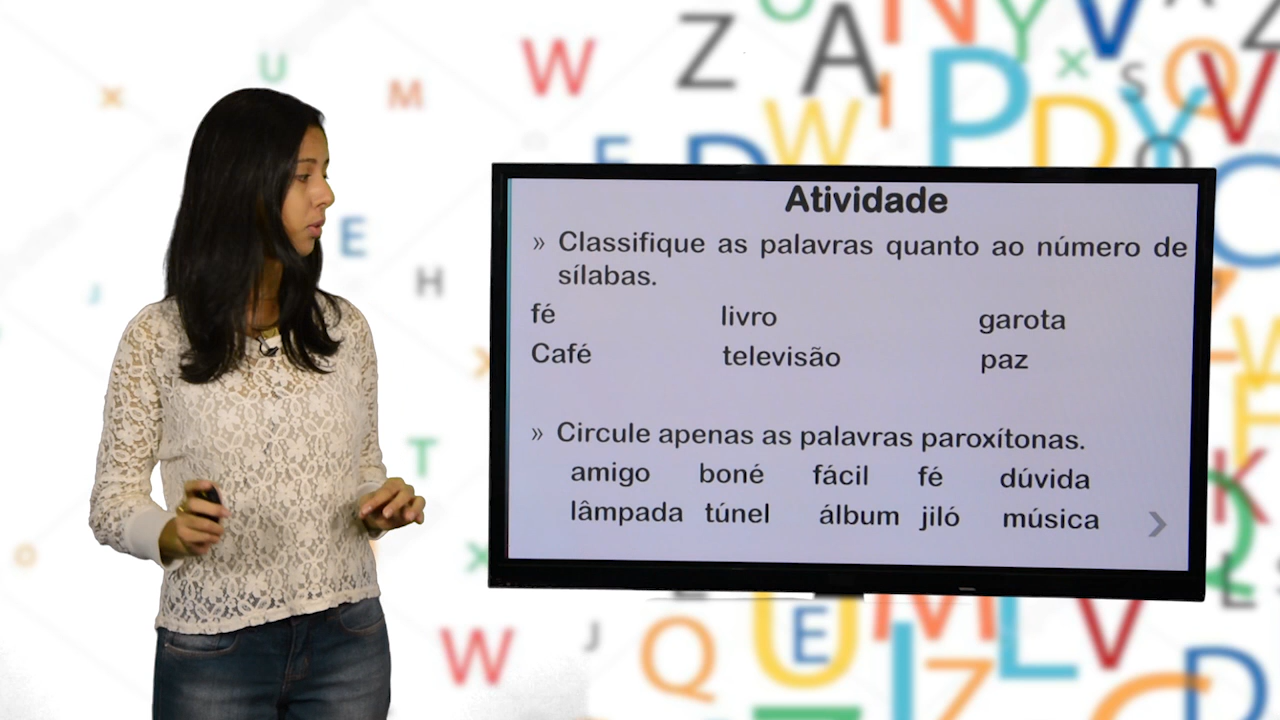 Atividade
» Classifique as palavras quanto ao número de
sílabas.
fé livro garota
Café televisão paz
» Circule apenas as palavras paroxítonas.
amigo boné fácil fé dúvida
lâmpada túnel álbum jiló música